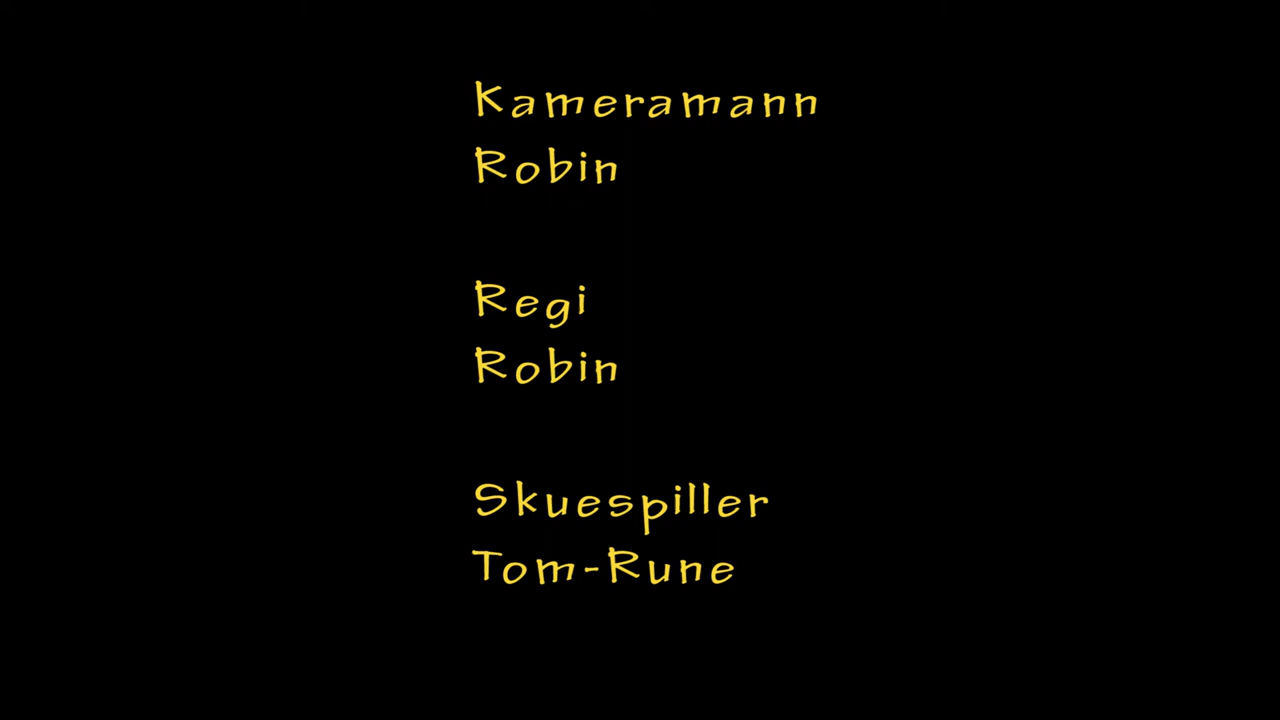 Kameramann
Robin
Regi
Robin
Skuespiller
Tom-Rune